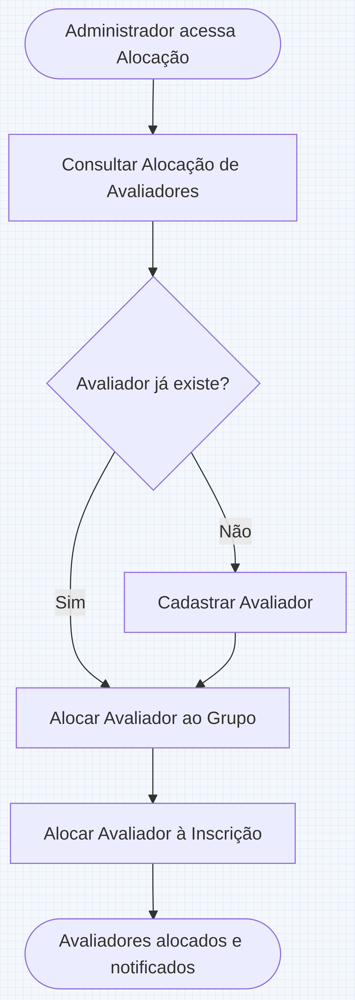 Administrador acessa
Alocação
Consultar Alocação de
Avaliadores
Avaliador já existe?
Não
Sim
Cadastrar Avaliador
Alocar Avaliador ao Grupo
Alocar Avaliador à Inscrição
Avaliadores alocados e
notificados